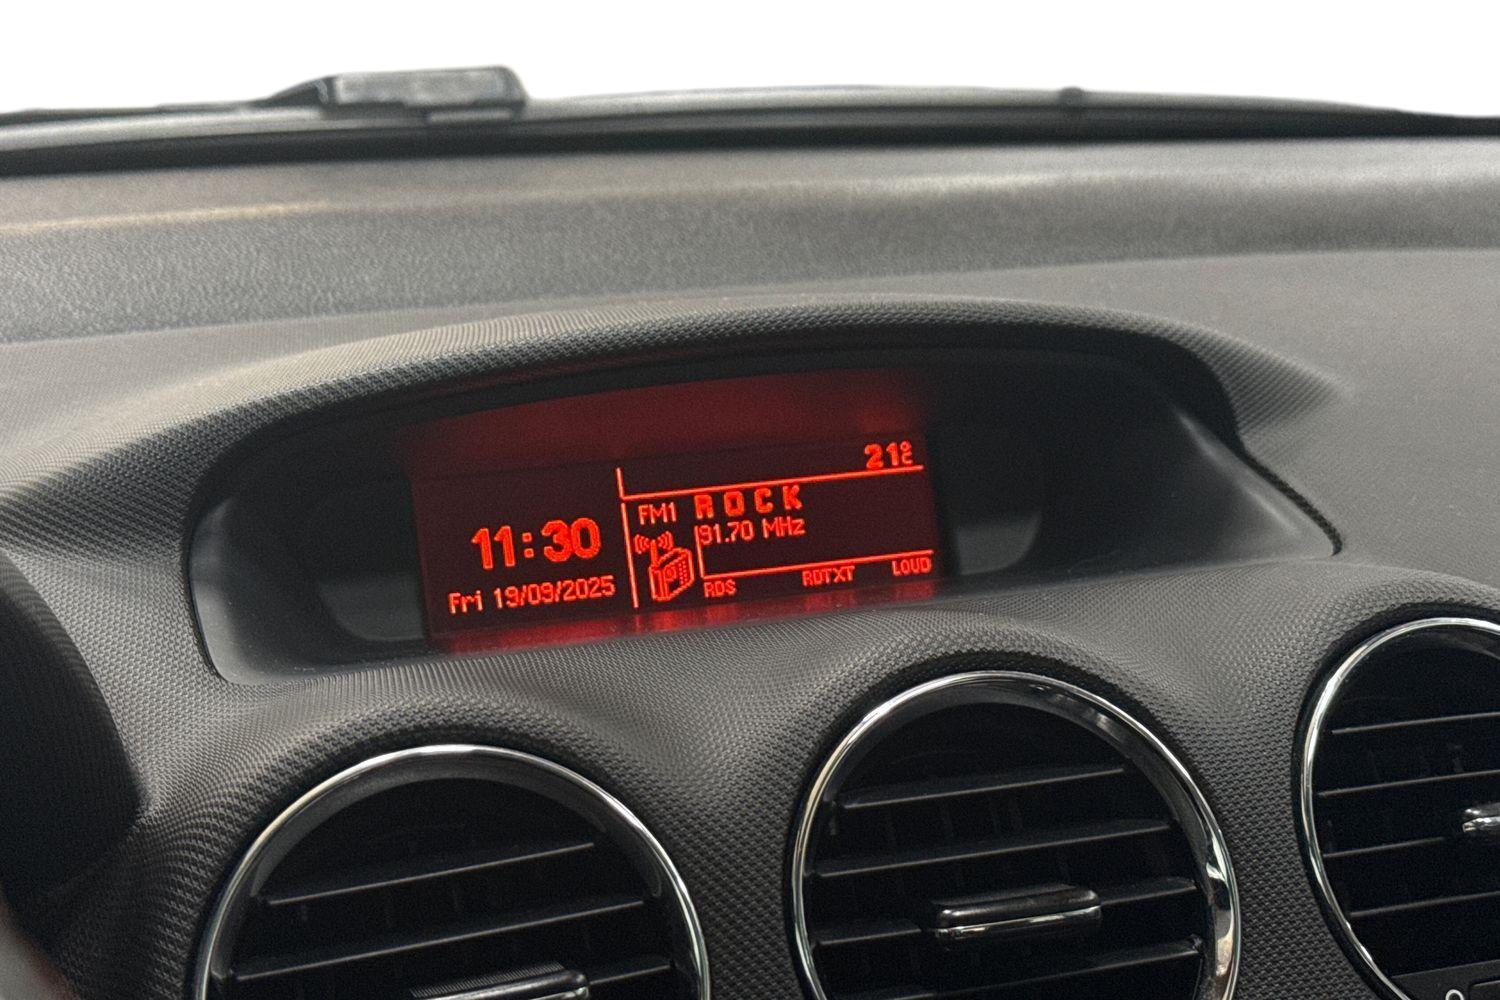 21°C
11:30
Fri 19/09/2025
FM1 ROCK
91.70 MHz
RDS RDTXT LOUD